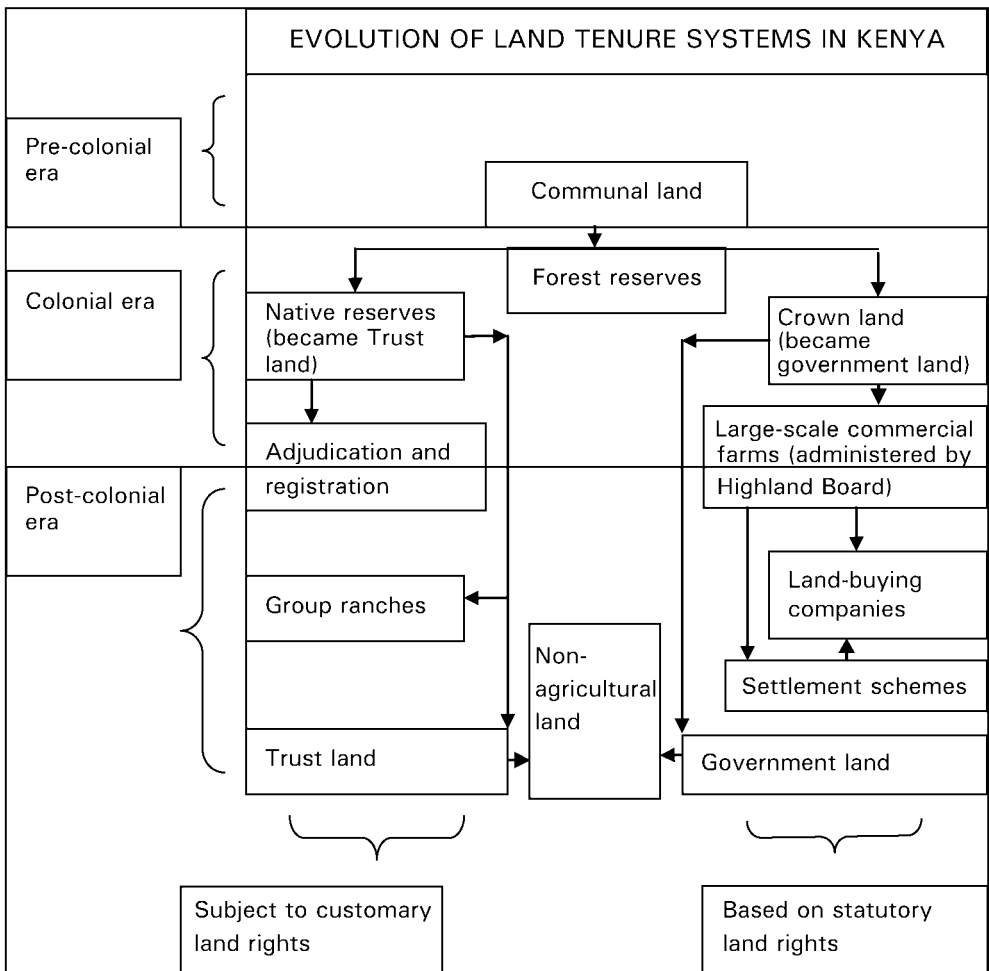 EVOLUTION OF LAND TENURE SYSTEMS IN KENYA
Pre-colonial
era
Communal land
Colonial era
Forest reserves
Native reserves
(became Trust
land)
Crown land
(became
government land)
Adjudication and
registration
Large-scale commercial
farms (administered by
Highland Board)
Post-colonial
era
Land-buying
companies
Group ranches
Non-
agricultural
land
Settlement schemes
Trust land
Government land
Subject to customary
land rights
Based on statutory
land rights